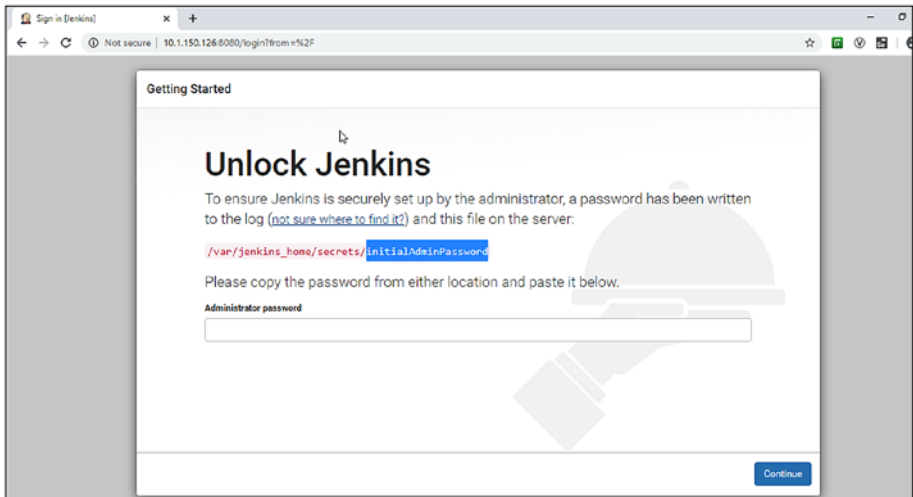 Sign in [Jenkins]
Not secure | 10.1.150.126:8080/login?from=%2F
Getting Started
Unlock Jenkins
To ensure Jenkins is securely set up by the administrator, a password has been written
to the log (not sure where to find it?) and this file on the server:
/var/jenkins_home/secrets/initialAdminPassword
Please copy the password from either location and paste it below.
Administrator password
Continue